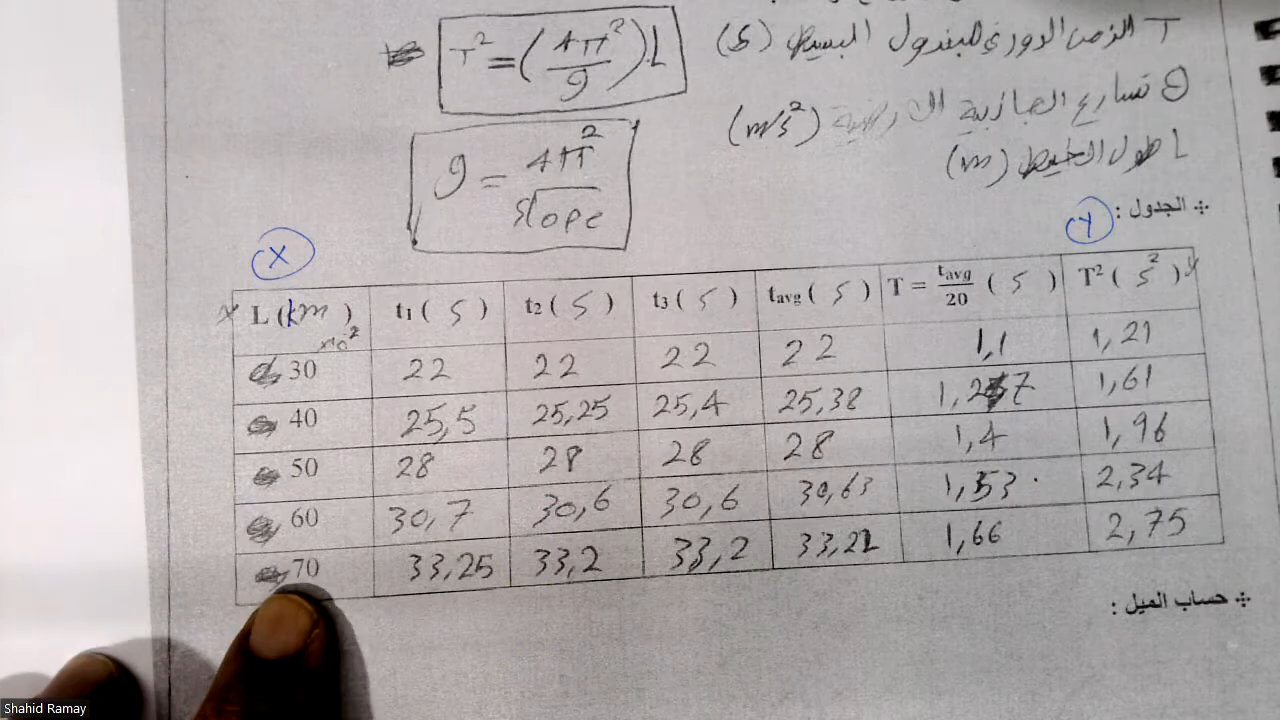 T² = (4π²/g) . L
T الزمن الدوري للبندول البسيط (s)
g تسارع الجاذبية الأرضية (m/s²)
g = 4π²/slope
L طول الخيط (m)
الجدول :
X Y
L (m) ×10⁻² t₁ ( s ) t₂ ( s ) t₃ ( s ) tavg ( s ) T = tavg/20 ( s ) T² ( s² )
30 22 22 22 22 1,1 1,21
40 25,5 25,25 25,4 25,38 1,27 1,61
50 28 28 28 28 1,4 1,96
60 30,7 30,6 30,6 30,63 1,53 2,34
70 33,25 33,2 33,2 33,22 1,66 2,75
حساب الميل :
Shahid Ramay